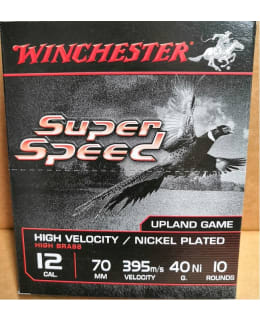 WINCHESTER
Super
Speed
UPLAND GAME
HIGH VELOCITY / NICKEL PLATED
HIGH BRASS
12 70 395m/s 40 Ni 10
CAL. MM VELOCITY G. ROUNDS